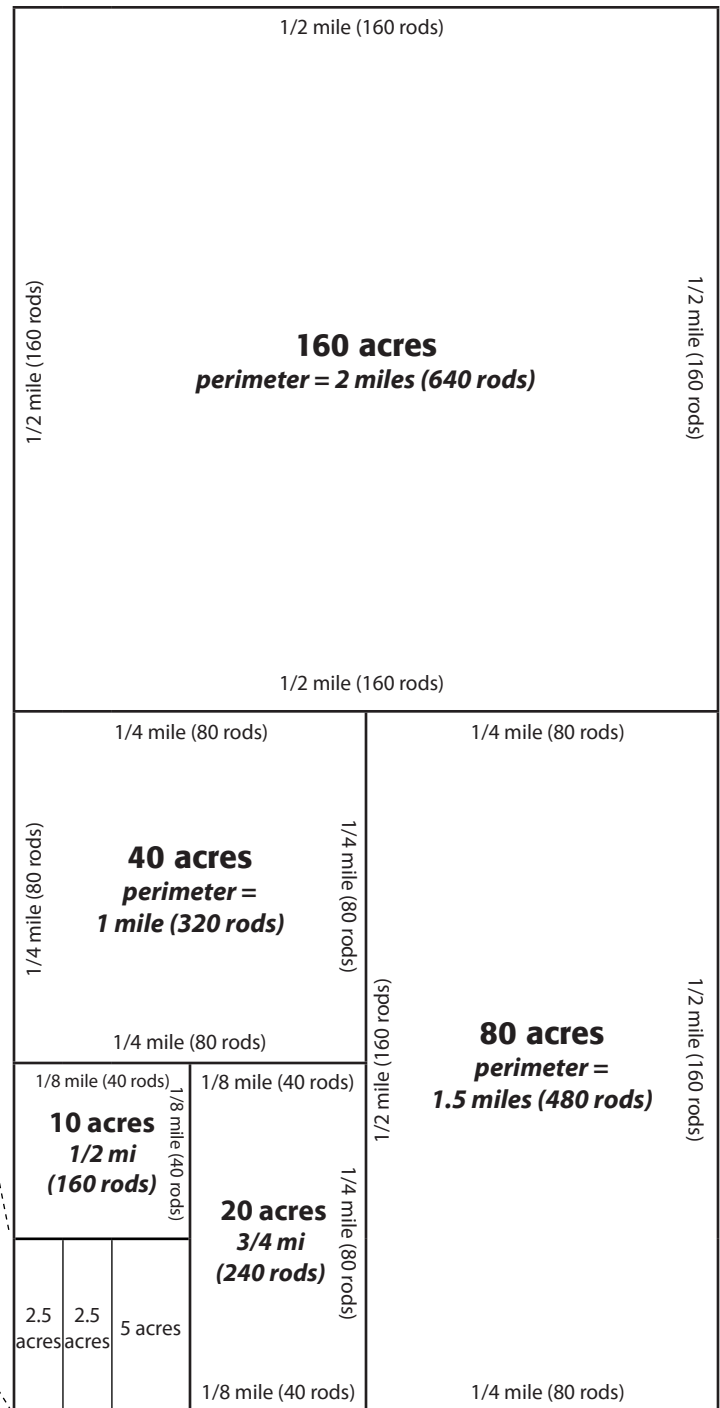 1/2 mile (160 rods)
1/2 mile (160 rods)
1/2 mile (160 rods)
160 acres
perimeter = 2 miles (640 rods)
1/2 mile (160 rods)
1/4 mile (80 rods)
1/4 mile (80 rods)
1/4 mile (80 rods)
40 acres
perimeter =
1 mile (320 rods)
1/4 mile (80 rods)
1/4 mile (80 rods)
1/2 mile (160 rods)
80 acres
perimeter =
1.5 miles (480 rods)
1/2 mile (160 rods)
1/8 mile (40 rods)
1/8 mile (40 rods)
10 acres
1/2 mi
(160 rods)
1/8 mile (40 rods)
20 acres
3/4 mi
(240 rods)
1/4 mile (80 rods)
2.5
acres
2.5
acres
5 acres
1/8 mile (40 rods)
1/4 mile (80 rods)